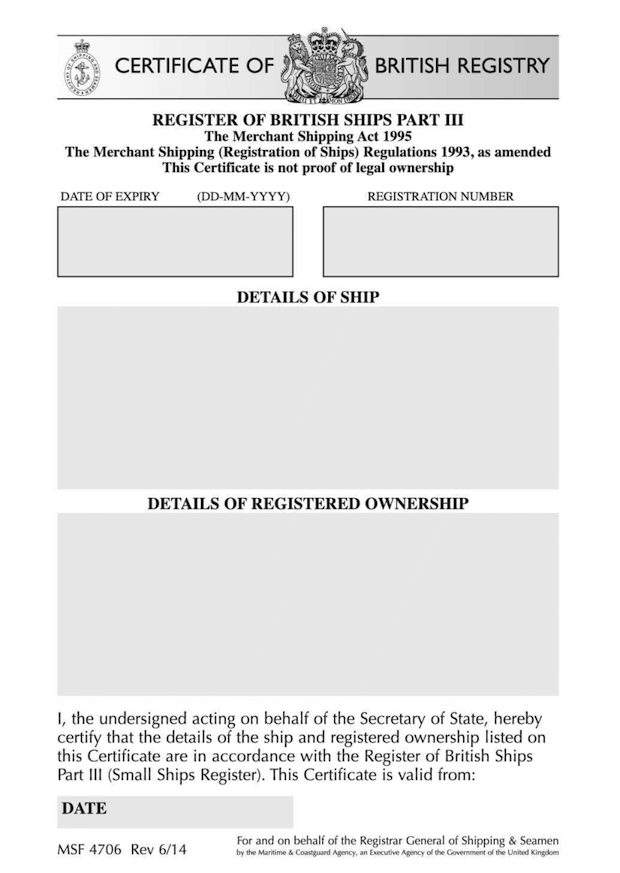 CERTIFICATE OF BRITISH REGISTRY
REGISTER OF BRITISH SHIPS PART III
The Merchant Shipping Act 1995
The Merchant Shipping (Registration of Ships) Regulations 1993, as amended
This Certificate is not proof of legal ownership
DATE OF EXPIRY (DD-MM-YYYY) REGISTRATION NUMBER
DETAILS OF SHIP
DETAILS OF REGISTERED OWNERSHIP
I, the undersigned acting on behalf of the Secretary of State, hereby
certify that the details of the ship and registered ownership listed on
this Certificate are in accordance with the Register of British Ships
Part III (Small Ships Register). This Certificate is valid from:
DATE
MSF 4706 Rev 6/14
For and on behalf of the Registrar General of Shipping & Seamen
by the Maritime & Coastguard Agency, an Executive Agency of the Government of the United Kingdom